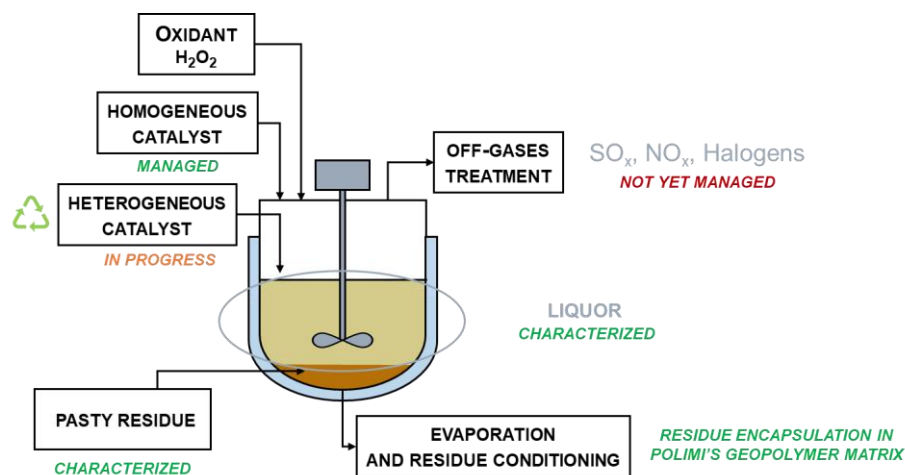 OXIDANT
H₂O₂
HOMOGENEOUS
CATALYST
MANAGED
HETEROGENEOUS
CATALYST
IN PROGRESS
OFF-GASES
TREATMENT
SOₓ, NOₓ, Halogens
NOT YET MANAGED
LIQUOR
CHARACTERIZED
PASTY RESIDUE
CHARACTERIZED
EVAPORATION
AND RESIDUE CONDITIONING
RESIDUE ENCAPSULATION IN
POLIMI'S GEOPOLYMER MATRIX